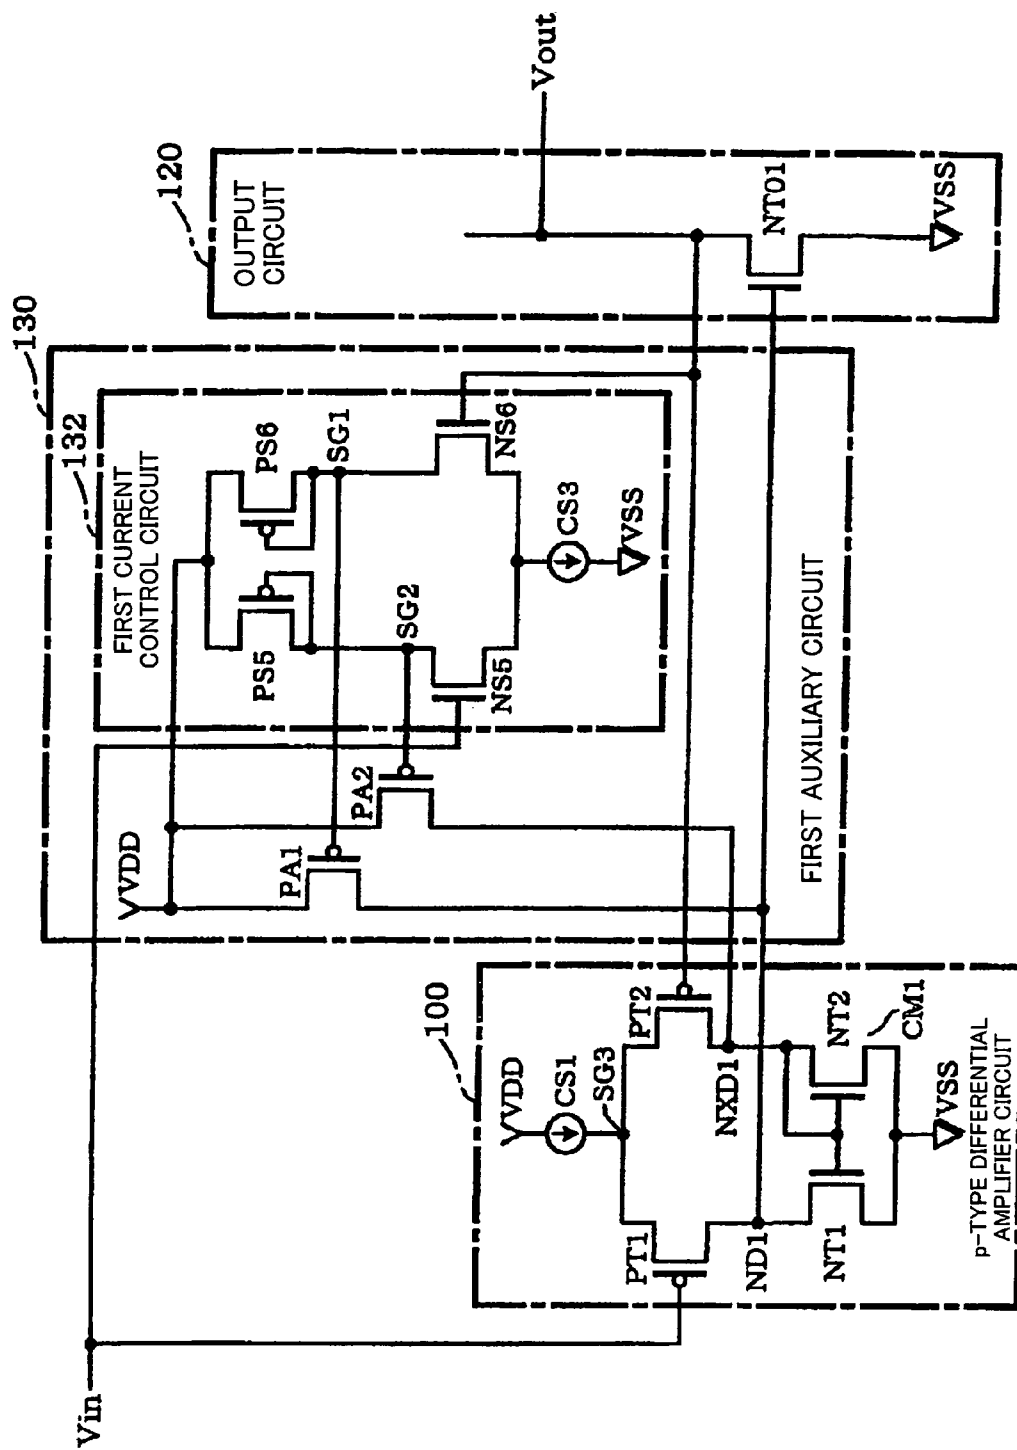 Vin
100
VDD
CS1
SG3
PT1
PT2
ND1
NXD1
NT1
NT2
CM1
VSS
p-TYPE DIFFERENTIAL
AMPLIFIER CIRCUIT
130
132
FIRST CURRENT
CONTROL CIRCUIT
VDD
PA1
PA2
PS5
PS6
SG1
SG2
NS5
NS6
CS3
VSS
FIRST AUXILIARY CIRCUIT
120
OUTPUT
CIRCUIT
Vout
NT01
VSS